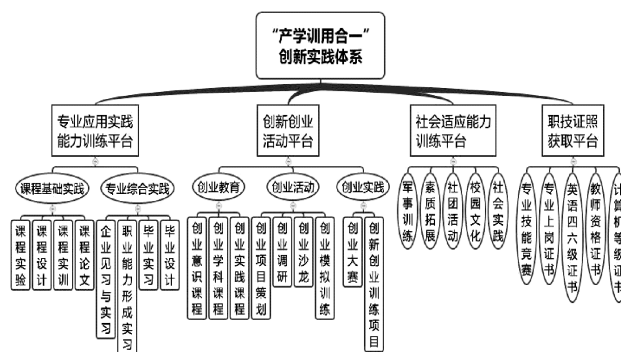 “产学训用合一”
创新实践体系
专业应用实践
能力训练平台
创新创业
活动平台
社会适应能力
训练平台
职技证照
获取平台
课程基础实践
专业综合实践
创业教育
创业活动
创业实践
课程实验
课程设计
课程实训
课程论文
企业见习与实习
职业能力形成实习
毕业实习
毕业设计
创业意识课程
创业学科课程
创业实践课程
创业项目策划
创业调研
创业沙龙
创业模拟训练
创业大赛
创新创业训练项目
军事训练
素质拓展
社团活动
校园文化
社会实践
专业技能竞赛
专业上岗证书
英语四六级证书
教师资格证书
计算机等级证书